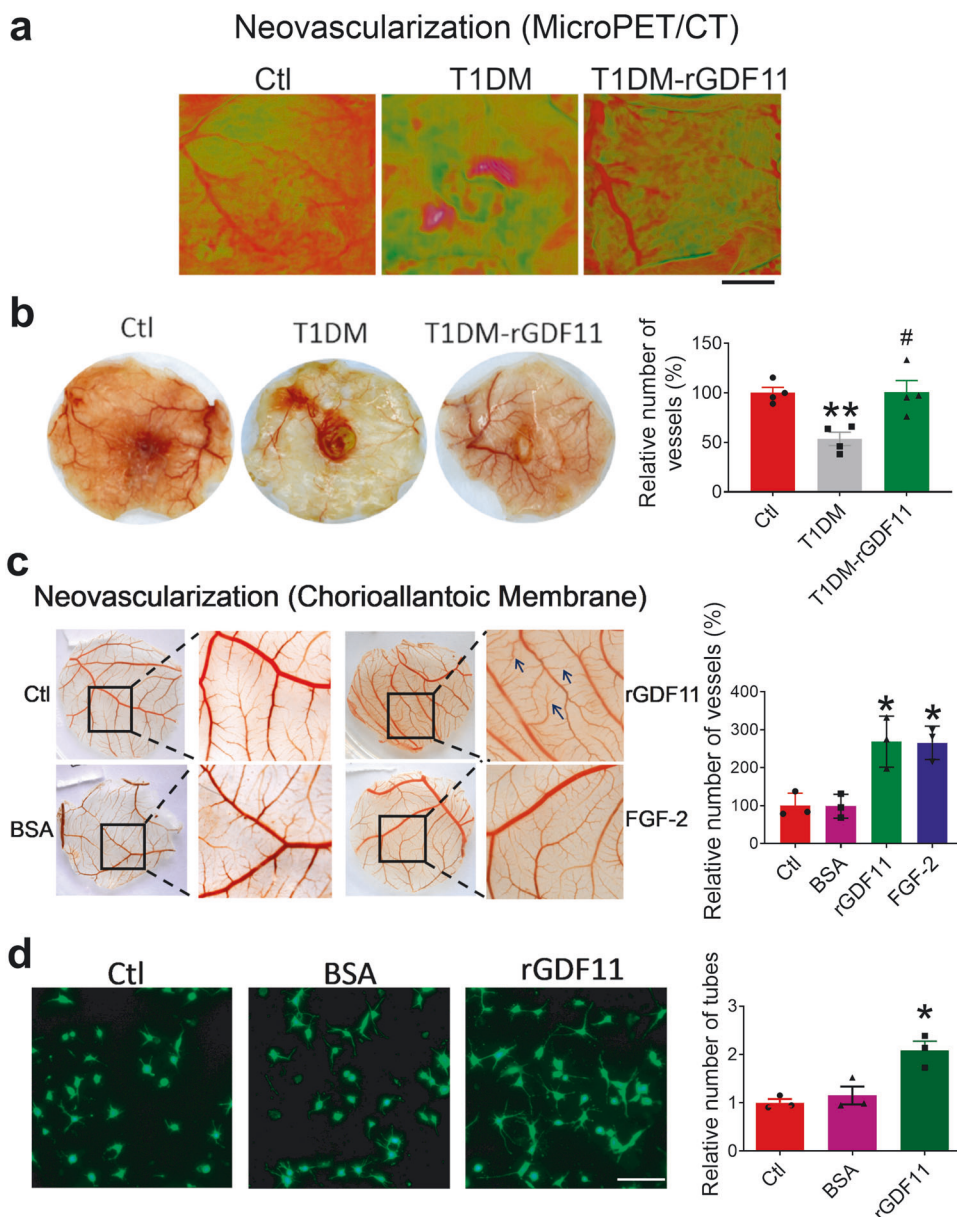 a
Neovascularization (MicroPET/CT)
Ctl
T1DM
T1DM-rGDF11
b
Ctl
T1DM
T1DM-rGDF11
Relative number of
vessels (%)
150
100
50
0
**
#
Ctl
T1DM
T1DM-rGDF11
c
Neovascularization (Chorioallantoic Membrane)
Ctl
rGDF11
BSA
FGF-2
Relative number of vessels (%)
400
300
200
100
0
*
*
Ctl
BSA
rGDF11
FGF-2
d
Ctl
BSA
rGDF11
Relative number of tubes
3
2
1
0
*
Ctl
BSA
rGDF11